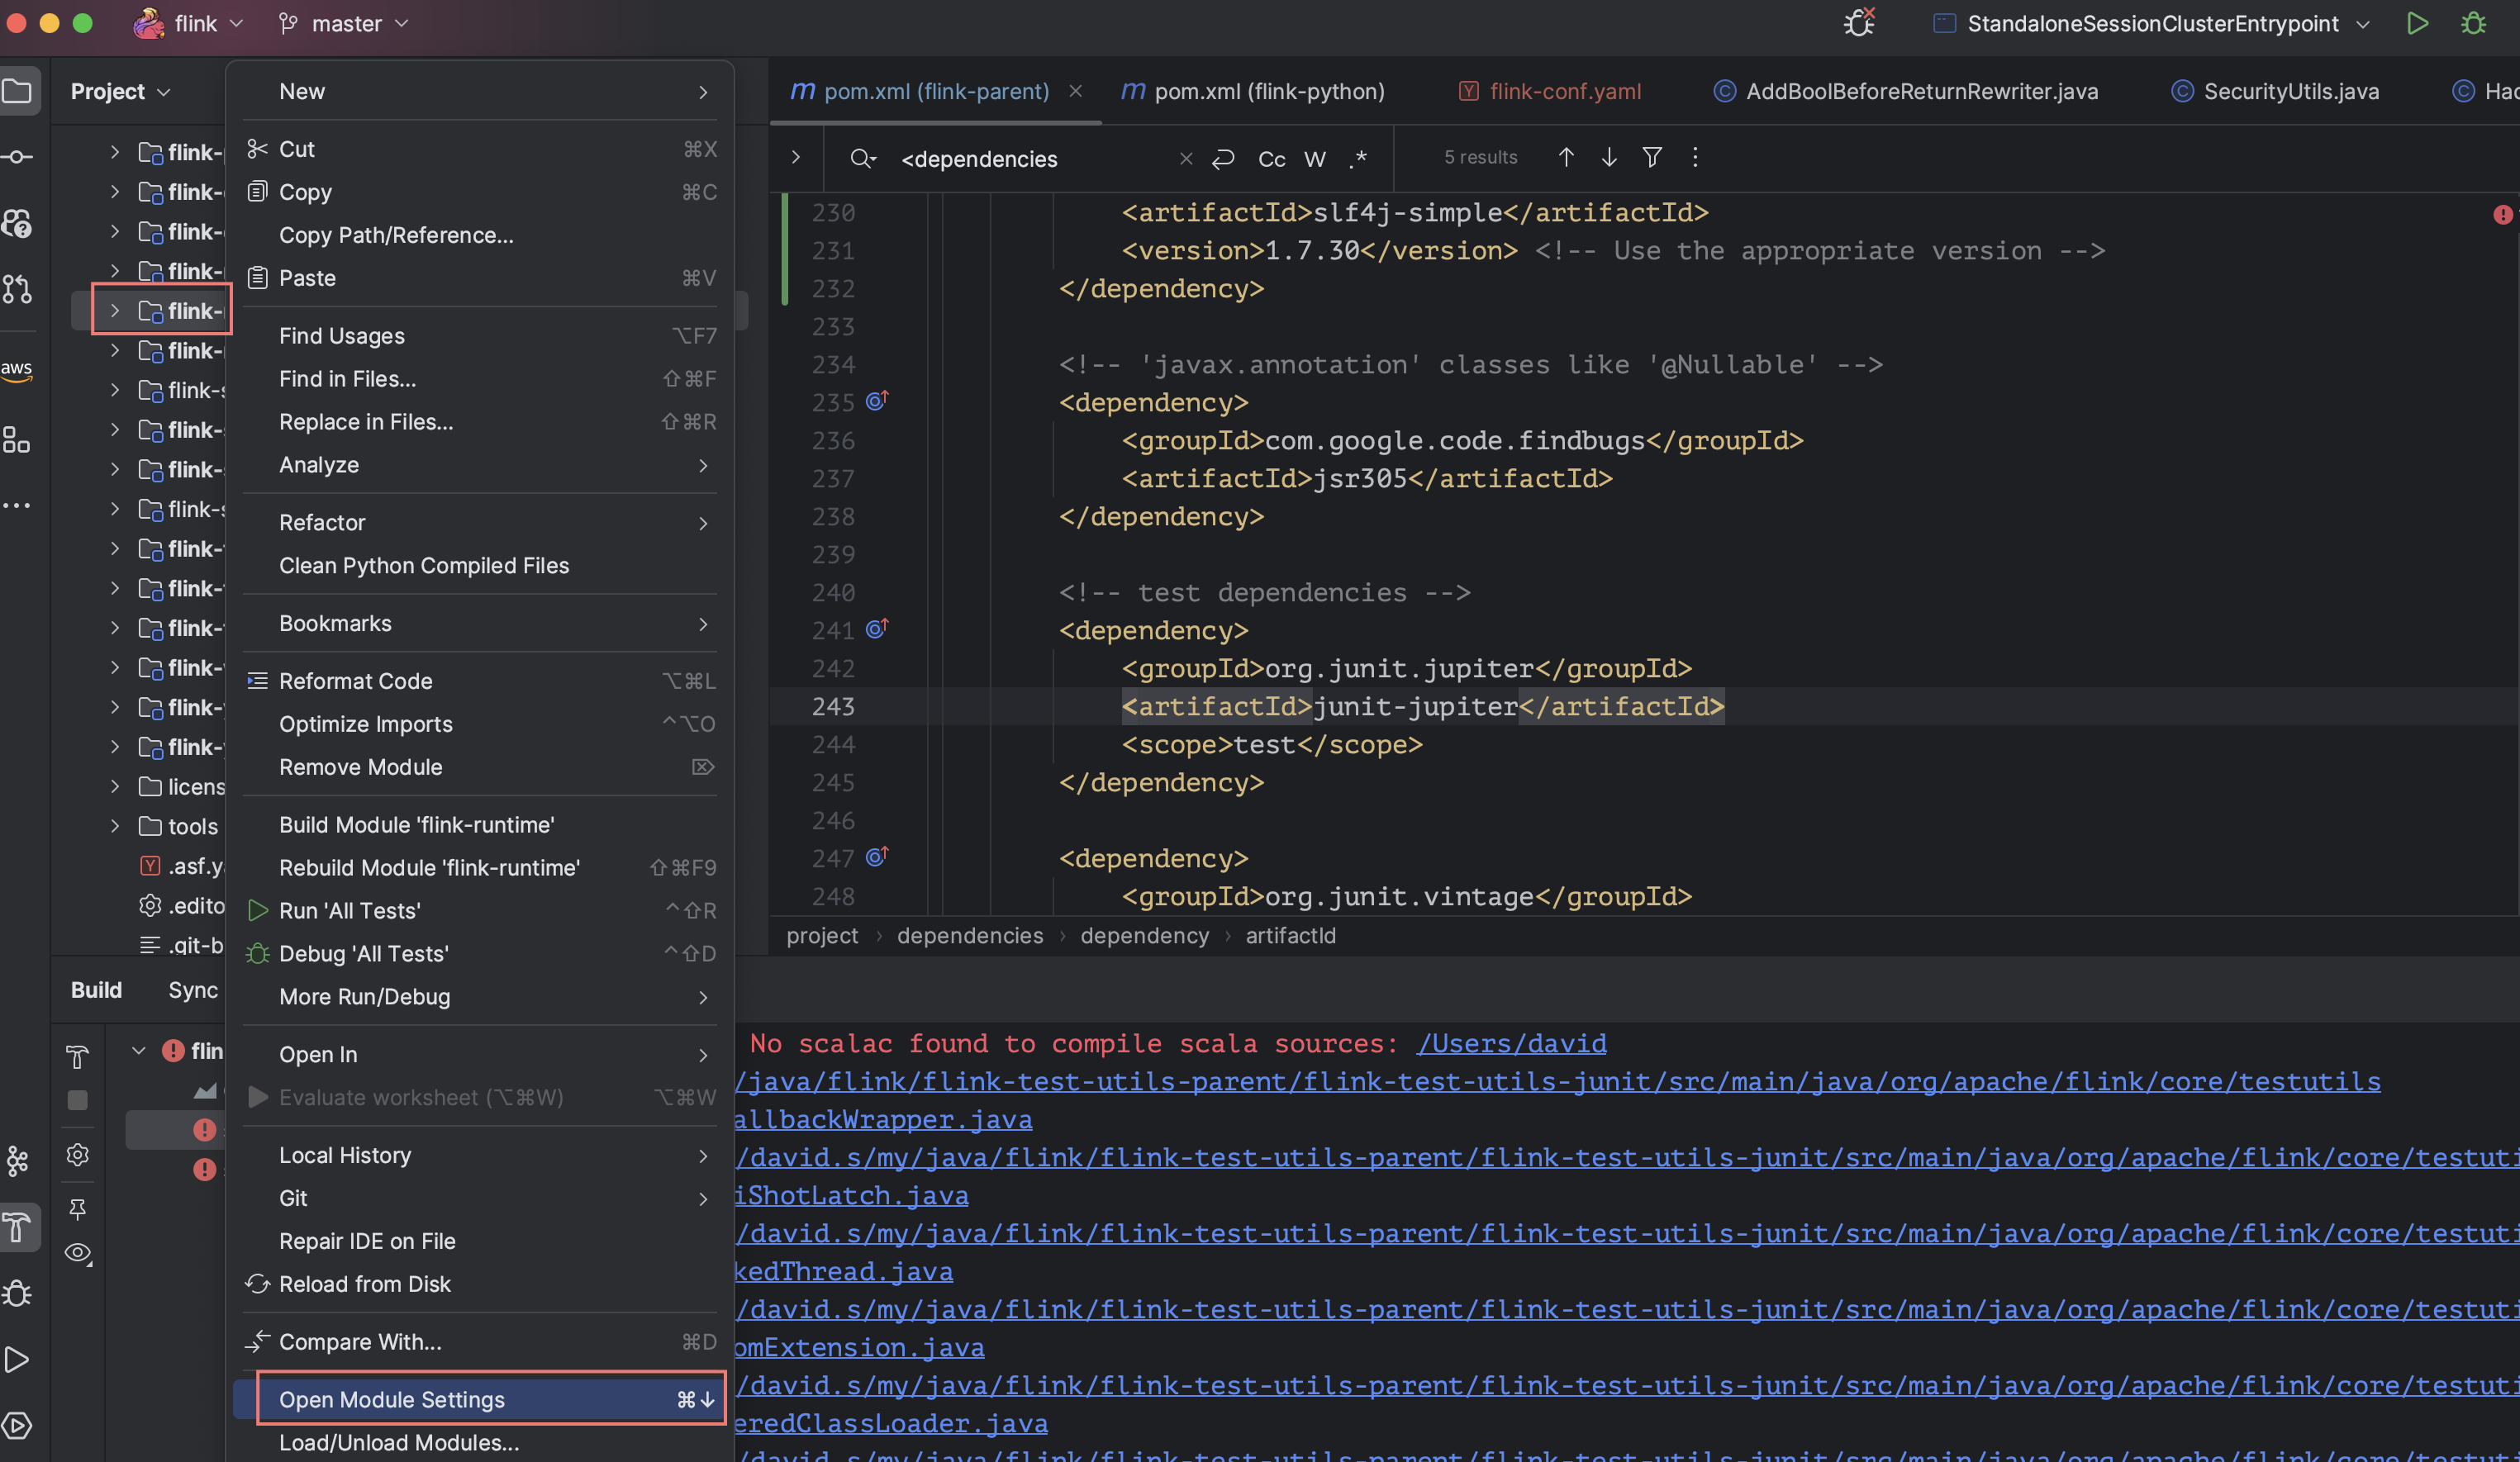 flink
master
StandaloneSessionClusterEntrypoint
Project
pom.xml (flink-parent)
pom.xml (flink-python)
flink-conf.yaml
AddBoolBeforeReturnRewriter.java
SecurityUtils.java
<dependencies
Cc
W
.*
5 results
flink-
flink-
flink-
flink-
flink-
flink-
flink-s
flink-
flink-
flink-s
flink-
flink-
flink-
flink-
flink-
flink-
licens
tools
.asf.y
.edito
.git-b
aws
New
Cut ⌘X
Copy ⌘C
Copy Path/Reference...
Paste ⌘V
Find Usages ⌥F7
Find in Files... ⇧⌘F
Replace in Files... ⇧⌘R
Analyze
Refactor
Clean Python Compiled Files
Bookmarks
Reformat Code ⌥⌘L
Optimize Imports ^⌥O
Remove Module ⌦
Build Module 'flink-runtime'
Rebuild Module 'flink-runtime' ⇧⌘F9
Run 'All Tests' ^⇧R
Debug 'All Tests' ^⇧D
More Run/Debug
Open In
Evaluate worksheet (⌥⌘W) ⌥⌘W
Local History
Git
Repair IDE on File
Reload from Disk
Compare With... ⌘D
Open Module Settings ⌘↓
Load/Unload Modules...
230 <artifactId>slf4j-simple</artifactId>
231 <version>1.7.30</version> <!-- Use the appropriate version -->
232 </dependency>
233
234 <!-- 'javax.annotation' classes like '@Nullable' -->
235 <dependency>
236 <groupId>com.google.code.findbugs</groupId>
237 <artifactId>jsr305</artifactId>
238 </dependency>
239
240 <!-- test dependencies -->
241 <dependency>
242 <groupId>org.junit.jupiter</groupId>
243 <artifactId>junit-jupiter</artifactId>
244 <scope>test</scope>
245 </dependency>
246
247 <dependency>
248 <groupId>org.junit.vintage</groupId>
project › dependencies › dependency › artifactId
Build
Sync
flin
No scalac found to compile scala sources: /Users/david
/java/flink/flink-test-utils-parent/flink-test-utils-junit/src/main/java/org/apache/flink/core/testutils
allbackWrapper.java
/david.s/my/java/flink/flink-test-utils-parent/flink-test-utils-junit/src/main/java/org/apache/flink/core/testuti
iShotLatch.java
/david.s/my/java/flink/flink-test-utils-parent/flink-test-utils-junit/src/main/java/org/apache/flink/core/testuti
kedThread.java
/david.s/my/java/flink/flink-test-utils-parent/flink-test-utils-junit/src/main/java/org/apache/flink/core/testuti
omExtension.java
/david.s/my/java/flink/flink-test-utils-parent/flink-test-utils-junit/src/main/java/org/apache/flink/core/testuti
eredClassLoader.java